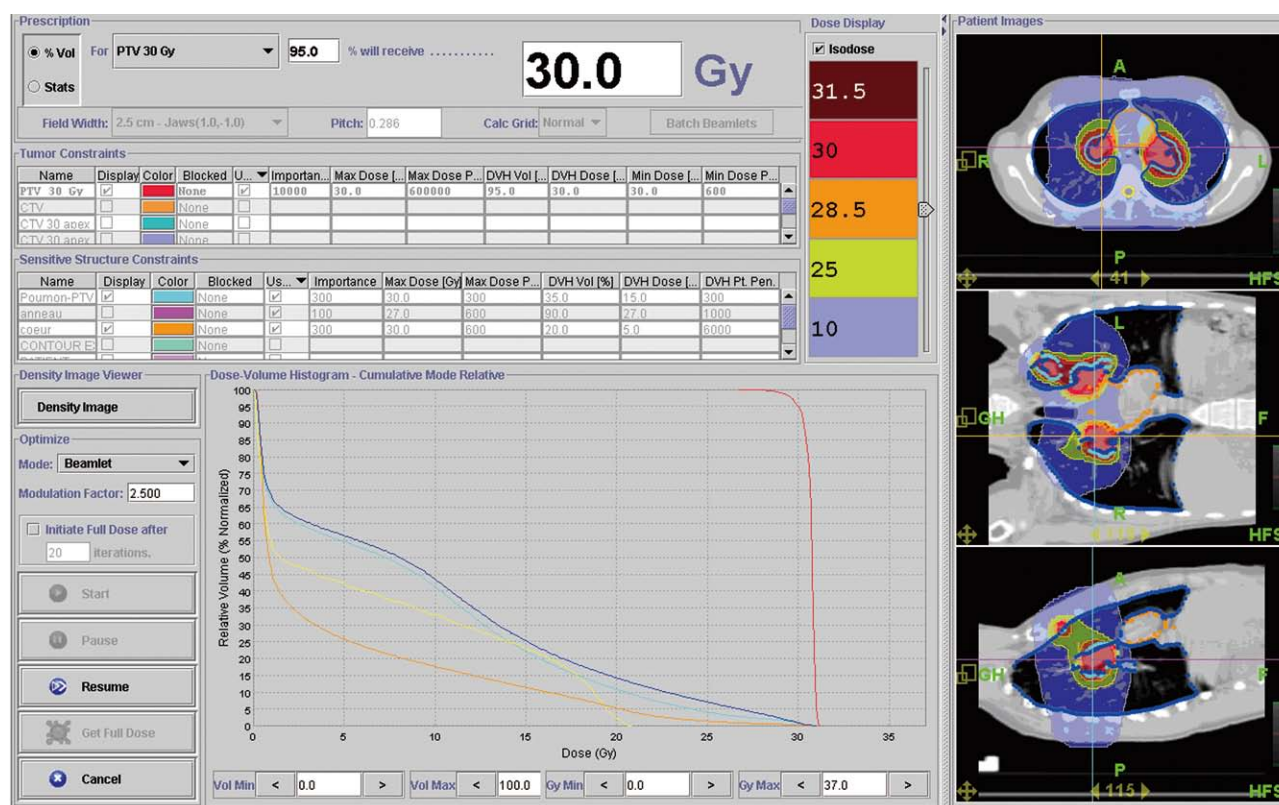 Prescription
% Vol For PTV 30 Gy 95.0 % will receive .......... 30.0 Gy
Stats
Field Width: 2.5 cm - Jaws(1.0,-1.0) Pitch: 0.286 Calc Grid: Normal Batch Beamlets
Tumor Constraints
Name Display Color Blocked U... Importan... Max Dose [... Max Dose P... DVH Vol [... DVH Dose [... Min Dose [... Min Dose P...
PTV 30 Gy None 10000 30.0 600000 95.0 30.0 30.0 600
CTV None
CTV 30 apex None
CTV 30 apex None
Sensitive Structure Constraints
Name Display Color Blocked Us... Importance Max Dose [Gy] Max Dose P... DVH Vol [%] DVH Dose [... DVH Pt. Pen.
Poumon-PTV None 300 30.0 300 35.0 15.0 300
anneau None 100 27.0 600 90.0 27.0 1000
coeur None 300 30.0 600 20.0 5.0 6000
CONTOUR E None
Dose Display
Isodose
31.5
30
28.5
25
10
Density Image Viewer
Density Image
Optimize
Mode: Beamlet
Modulation Factor: 2.500
Initiate Full Dose after
20 iterations.
Start
Pause
Resume
Get Full Dose
Cancel
Dose-Volume Histogram - Cumulative Mode Relative
Relative Volume (% Normalized)
100
95
90
85
80
75
70
65
60
55
50
45
40
35
30
25
20
15
10
5
0
0 5 10 15 20 25 30 35
Dose (Gy)
Vol Min < 0.0 > Vol Max < 100.0 Gy Min < 0.0 > Gy Max < 37.0 >
Patient Images
A
R L
P
41 HFS
L
GH F
R
HFS
A
GH F
P
115 HFS